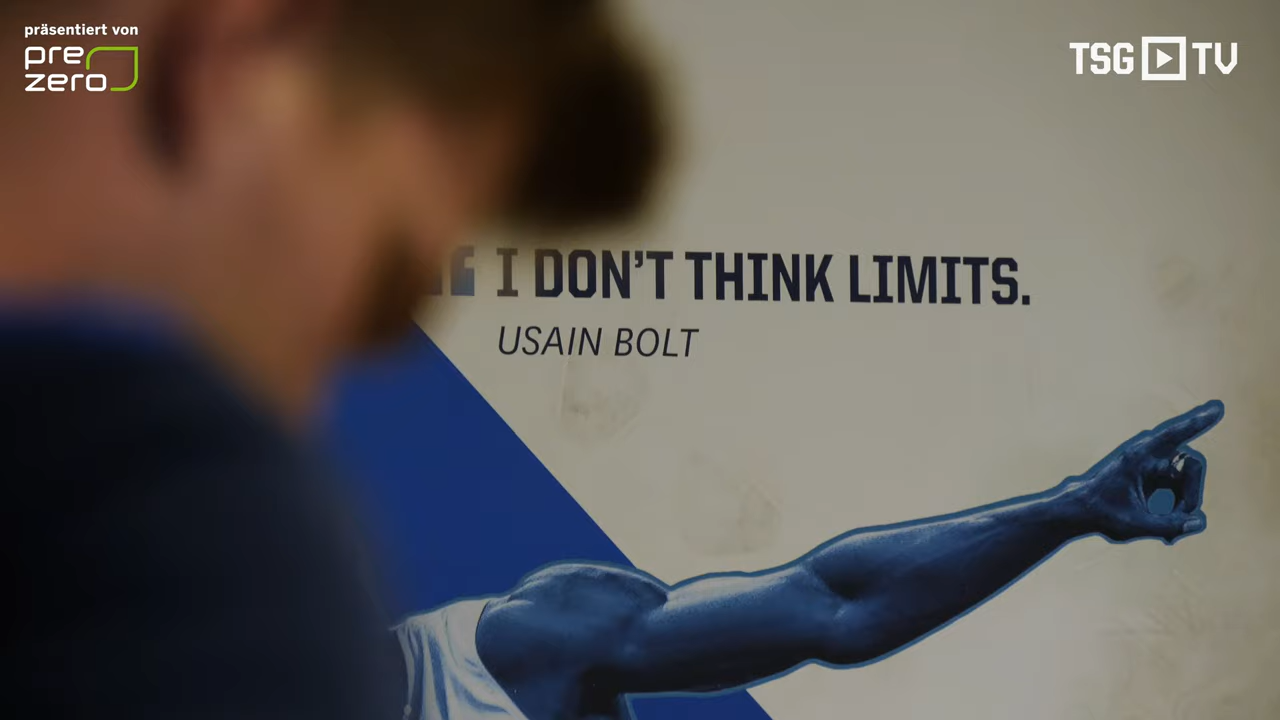 präsentiert von
pre
zero
TSG TV
“ I DON’T THINK LIMITS.
USAIN BOLT